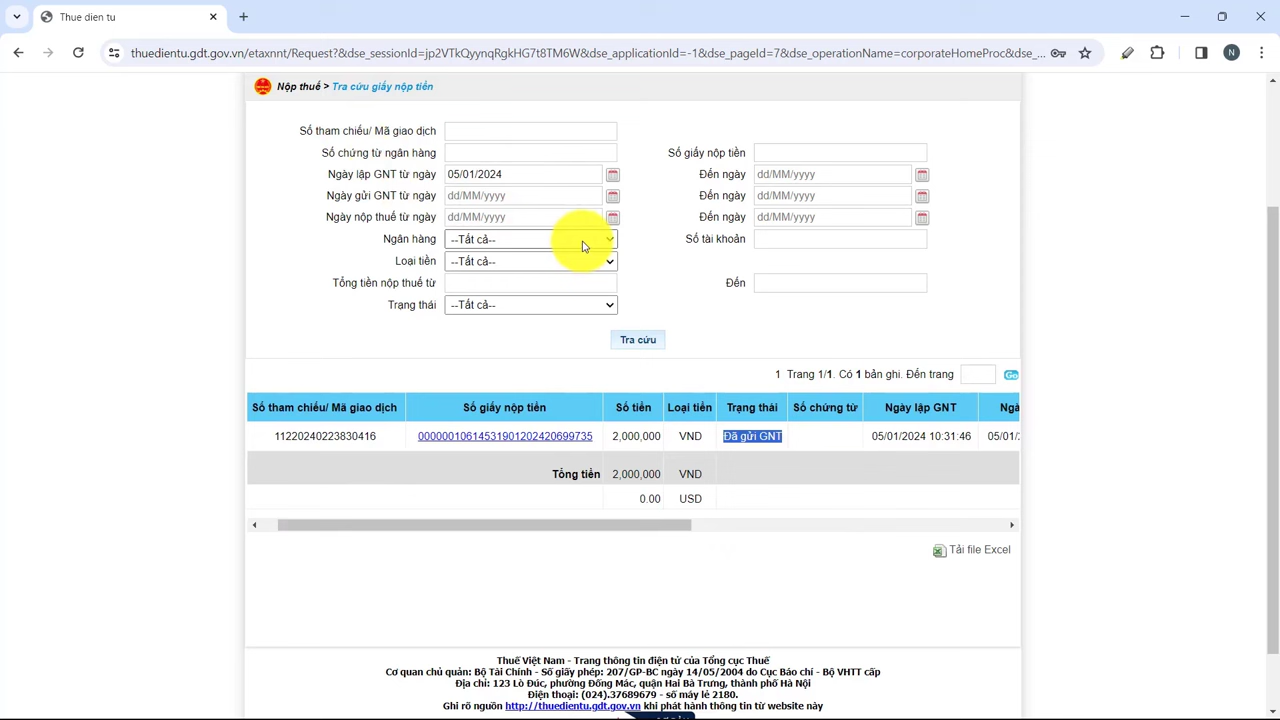 Thue dien tu
thuedientu.gdt.gov.vn/etaxnnt/Request?&dse_sessionId=jp2VTkQyynqRgkHG7t8TM6W&dse_applicationId=-1&dse_pageId=7&dse_operationName=corporateHomeProc&dse_...
N
Nộp thuế > Tra cứu giấy nộp tiền
Số tham chiếu/ Mã giao dịch
Số chứng từ ngân hàng Số giấy nộp tiền
Ngày lập GNT từ ngày 05/01/2024 Đến ngày dd/MM/yyyy
Ngày gửi GNT từ ngày dd/MM/yyyy Đến ngày dd/MM/yyyy
Ngày nộp thuế từ ngày dd/MM/yyyy Đến ngày dd/MM/yyyy
Ngân hàng --Tất cả-- Số tài khoản
Loại tiền --Tất cả--
Tổng tiền nộp thuế từ Đến
Trạng thái --Tất cả--
Tra cứu
1 Trang 1/1. Có 1 bản ghi. Đến trang Go
Số tham chiếu/ Mã giao dịch Số giấy nộp tiền Số tiền Loại tiền Trạng thái Số chứng từ Ngày lập GNT Ngà
11220240223830416 00000010614531901202420699735 2,000,000 VND Đã gửi GNT 05/01/2024 10:31:46 05/01/2
Tổng tiền 2,000,000 VND
0.00 USD
Tải file Excel
Thuế Việt Nam - Trang thông tin điện tử của Tổng cục Thuế
Cơ quan chủ quản: Bộ Tài Chính - Số giấy phép: 207/GP-BC ngày 14/05/2004 do Cục Báo chí - Bộ VHTT cấp
Địa chỉ: 123 Lò Đúc, phường Đồng Mác, quận Hai Bà Trưng, thành phố Hà Nội
Điện thoại: (024).37689679 - số máy lẻ 2180.
Ghi rõ nguồn http://thuedientu.gdt.gov.vn khi phát hành thông tin từ website này